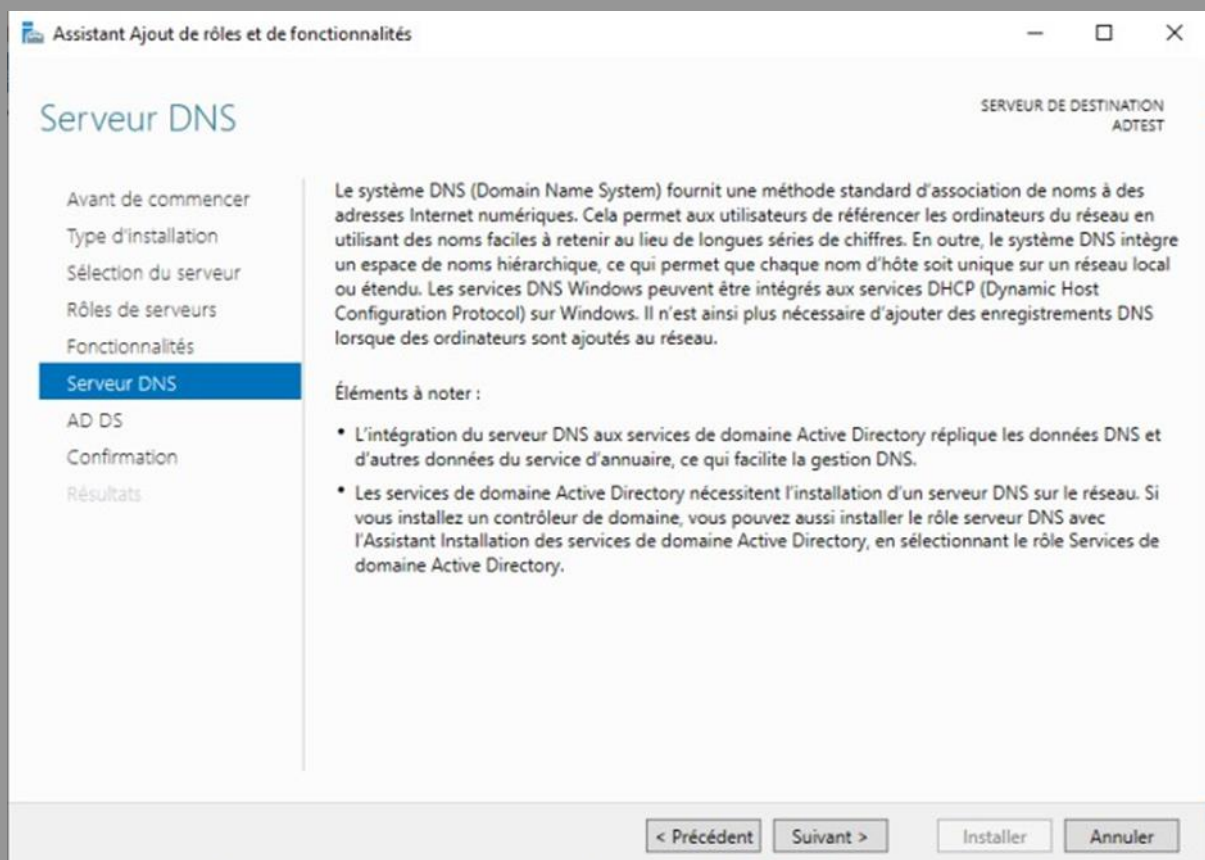 Assistant Ajout de rôles et de fonctionnalités
Serveur DNS
SERVEUR DE DESTINATION
ADTEST
Avant de commencer
Type d'installation
Sélection du serveur
Rôles de serveurs
Fonctionnalités
Serveur DNS
AD DS
Confirmation
Résultats
Le système DNS (Domain Name System) fournit une méthode standard d'association de noms à des
adresses Internet numériques. Cela permet aux utilisateurs de référencer les ordinateurs du réseau en
utilisant des noms faciles à retenir au lieu de longues séries de chiffres. En outre, le système DNS intègre
un espace de noms hiérarchique, ce qui permet que chaque nom d'hôte soit unique sur un réseau local
ou étendu. Les services DNS Windows peuvent être intégrés aux services DHCP (Dynamic Host
Configuration Protocol) sur Windows. Il n'est ainsi plus nécessaire d'ajouter des enregistrements DNS
lorsque des ordinateurs sont ajoutés au réseau.
Éléments à noter :
• L'intégration du serveur DNS aux services de domaine Active Directory réplique les données DNS et
d'autres données du service d'annuaire, ce qui facilite la gestion DNS.
• Les services de domaine Active Directory nécessitent l'installation d'un serveur DNS sur le réseau. Si
vous installez un contrôleur de domaine, vous pouvez aussi installer le rôle serveur DNS avec
l'Assistant Installation des services de domaine Active Directory, en sélectionnant le rôle Services de
domaine Active Directory.
< Précédent
Suivant >
Installer
Annuler